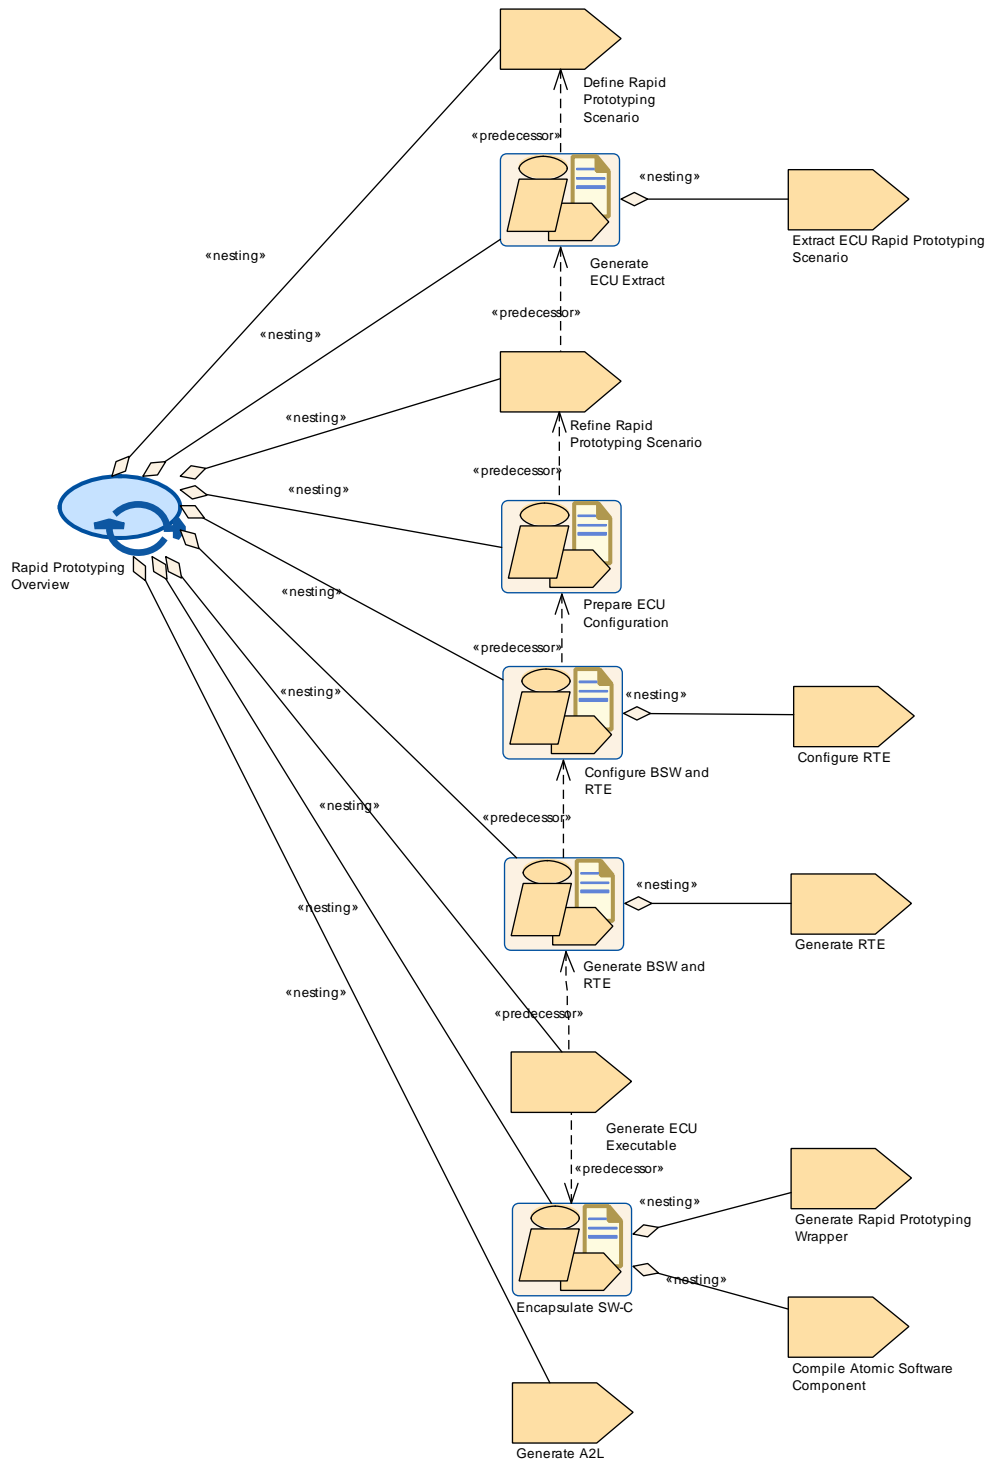 Define Rapid
Prototyping
Scenario
«predecessor»
«nesting»
Extract ECU Rapid Prototyping
Scenario
«nesting»
Generate
ECU Extract
«predecessor»
«nesting»
«nesting»
Refine Rapid
Prototyping Scenario
«predecessor»
«nesting»
Rapid Prototyping
Overview
«nesting»
Prepare ECU
Configuration
«predecessor»
«nesting»
«nesting»
Configure RTE
Configure BSW and
RTE
«nesting»
«predecessor»
«nesting»
Generate RTE
«nesting»
Generate BSW and
RTE
«nesting»
«predecessor»
Generate ECU
Executable
«predecessor»
«nesting»
Generate Rapid Prototyping
Wrapper
«nesting»
Encapsulate SW-C
Compile Atomic Software
Component
Generate A2L